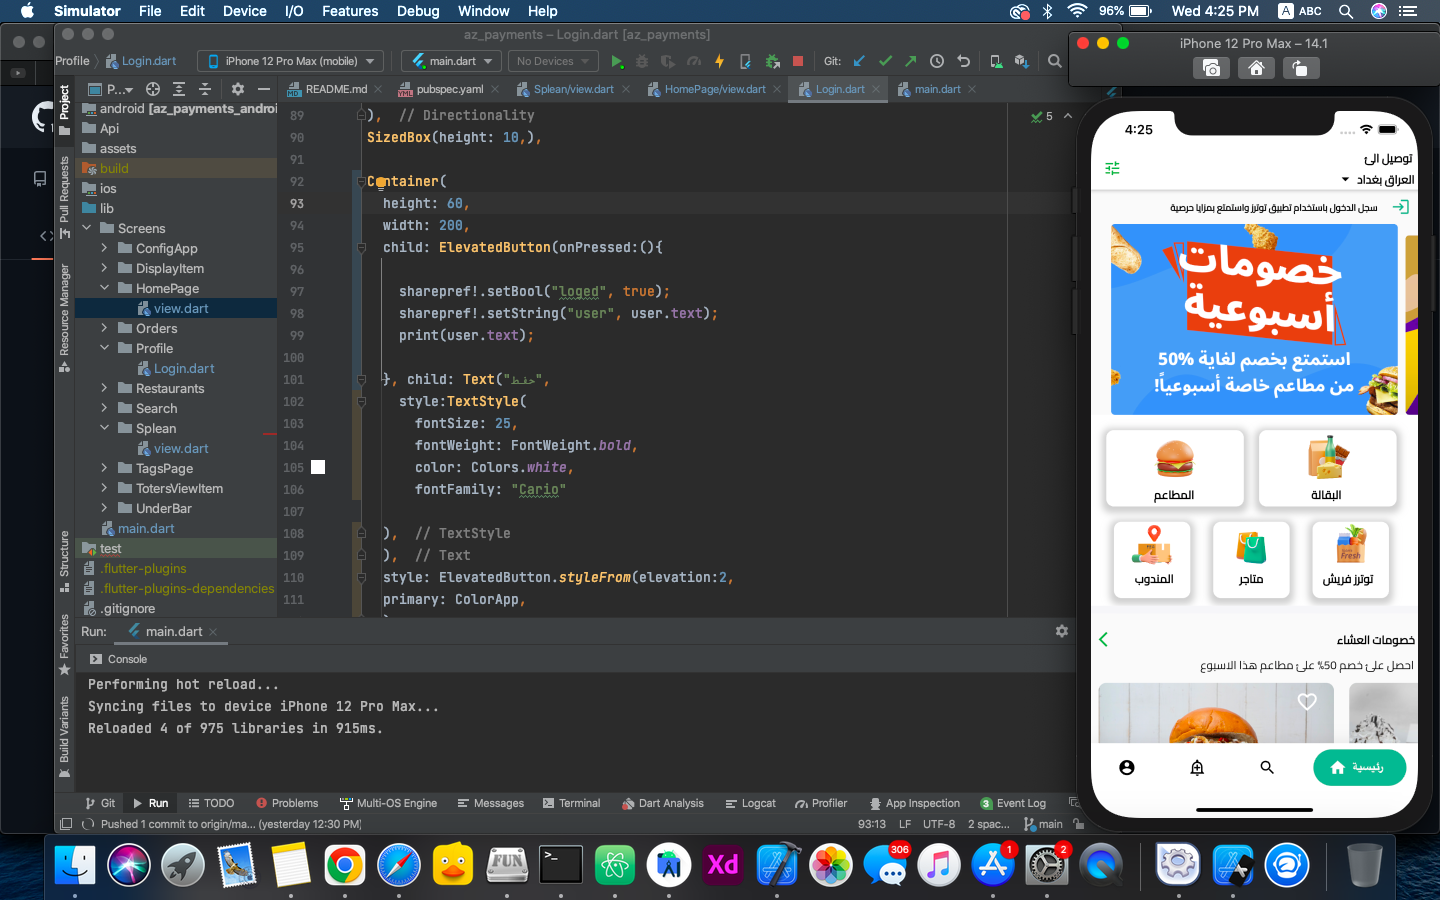 Simulator File Edit Device I/O Features Debug Window Help
96% Wed 4:25 PM A ABC
az_payments – Login.dart [az_payments]
Profile Login.dart iPhone 12 Pro Max (mobile) main.dart No Devices Git:
P... README.md pubspec.yaml Splean/view.dart HomePage/view.dart Login.dart main.dart
Project
Pull Requests
Resource Manager
Structure
Favorites
Build Variants
android [az_payments_android]
Api
assets
build
ios
lib
Screens
ConfigApp
DisplayItem
HomePage
view.dart
Orders
Profile
Login.dart
Restaurants
Search
Splean
view.dart
TagsPage
TotersViewItem
UnderBar
main.dart
test
.flutter-plugins
.flutter-plugins-dependencies
.gitignore
5
89 ), // Directionality
90 SizedBox(height: 10,),
91
92 Container(
93 height: 60,
94 width: 200,
95 child: ElevatedButton(onPressed:(){
96
97 sharepref!.setBool("loged", true);
98 sharepref!.setString("user", user.text);
99 print(user.text);
100
101 }, child: Text("حفظ",
102 style:TextStyle(
103 fontSize: 25,
104 fontWeight: FontWeight.bold,
105 color: Colors.white,
106 fontFamily: "Cario"
107
108 ), // TextStyle
109 ), // Text
110 style: ElevatedButton.styleFrom(elevation:2,
111 primary: ColorApp,
Run: main.dart
Console
Performing hot reload...
Syncing files to device iPhone 12 Pro Max...
Reloaded 4 of 975 libraries in 915ms.
Git Run TODO Problems Multi-OS Engine Messages Terminal Dart Analysis Logcat Profiler App Inspection 3 Event Log
Pushed 1 commit to origin/ma... (yesterday 12:30 PM) 93:13 LF UTF-8 2 spac... main
iPhone 12 Pro Max – 14.1
4:25
توصيل الئ
العراق بغداد
سجل الدخول باستخدام تطبيق توترز واستمتع بمزايا حرصية
خصومات
أسبوعية
استمتع بخصم لغاية 50%
من مطاعم خاصة أسبوعياً!
المطاعم
البقالة
المندوب
متاجر
توترز فريش
Fresh
خصومات العشاء
احصل علئ خصم 50% علئ مطاعم هذا الاسبوع
رئيسية
FUN
Xd
306
1
2